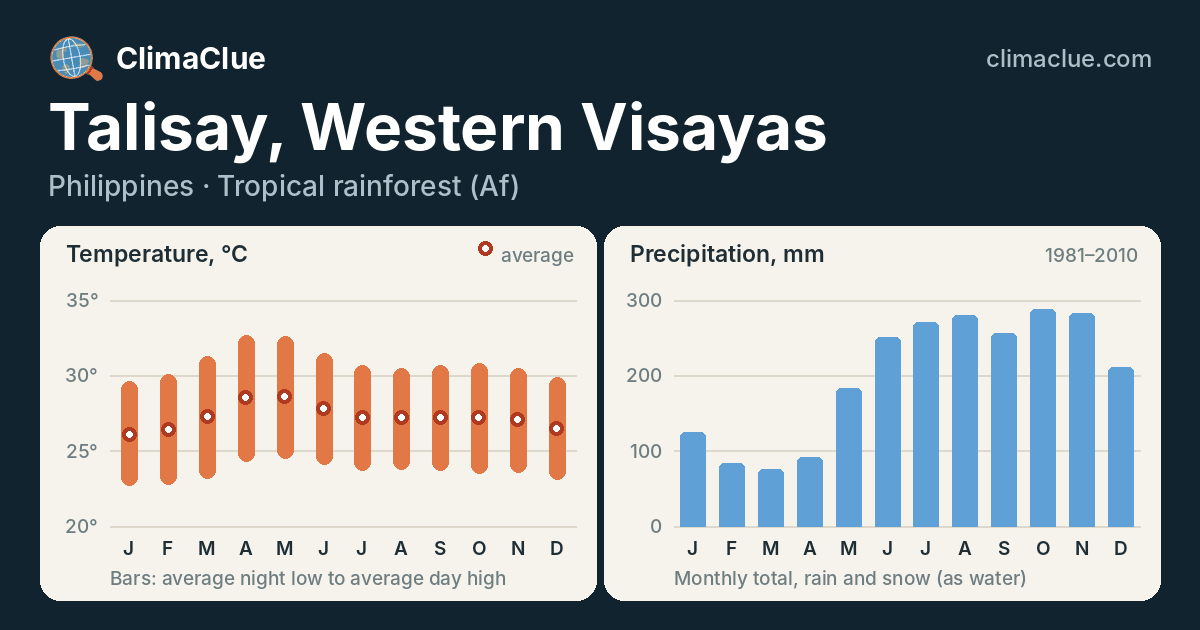 ClimaClue
climaclue.com
Talisay, Western Visayas
Philippines · Tropical rainforest (Af)
Temperature, °C
average
35°
30°
25°
20°
J F M A M J J A S O N D
Bars: average night low to average day high
Precipitation, mm
1981–2010
300
200
100
0
J F M A M J J A S O N D
Monthly total, rain and snow (as water)